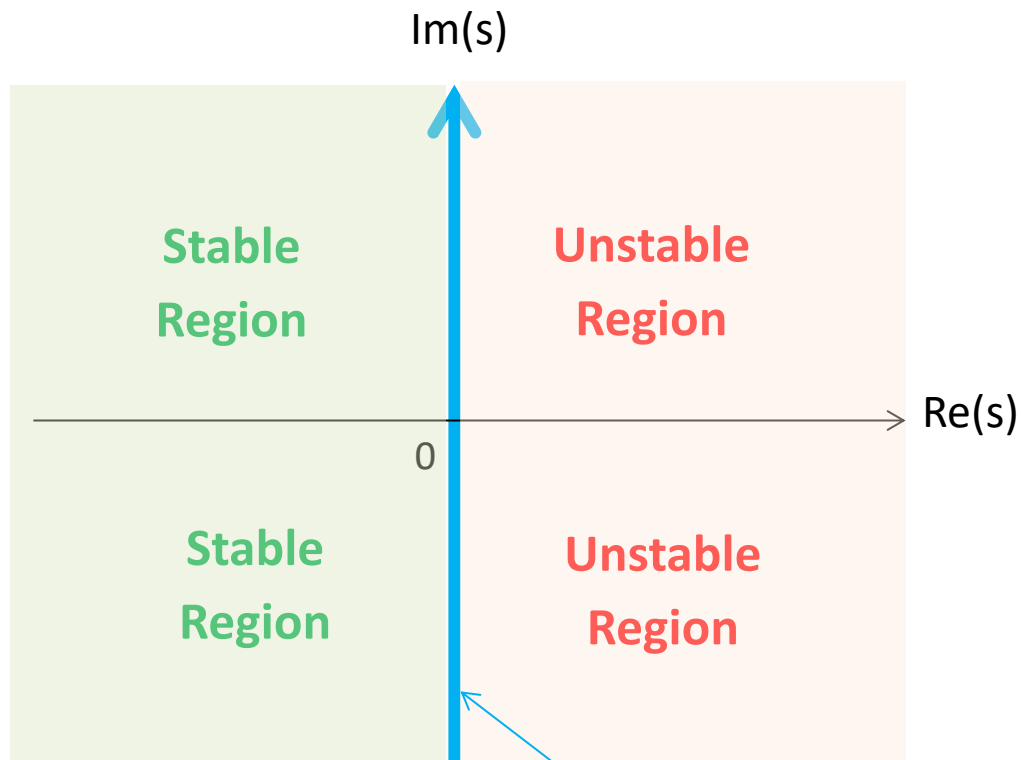 Im(s)
Stable
Region
Unstable
Region
Re(s)
0
Stable
Region
Unstable
Region